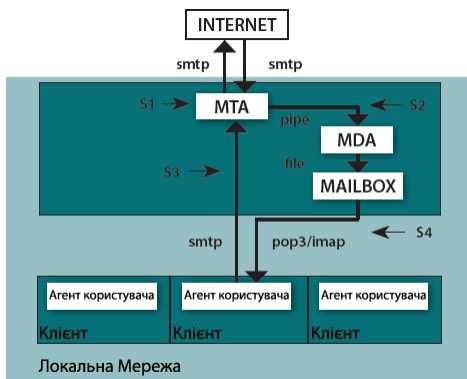 INTERNET
smtp
smtp
S1
MTA
S2
pipe
MDA
S3
file
MAILBOX
S4
smtp
pop3/imap
Агент користувача
Агент користувача
Агент користувача
Клієнт
Клієнт
Клієнт
Локальна Мережа